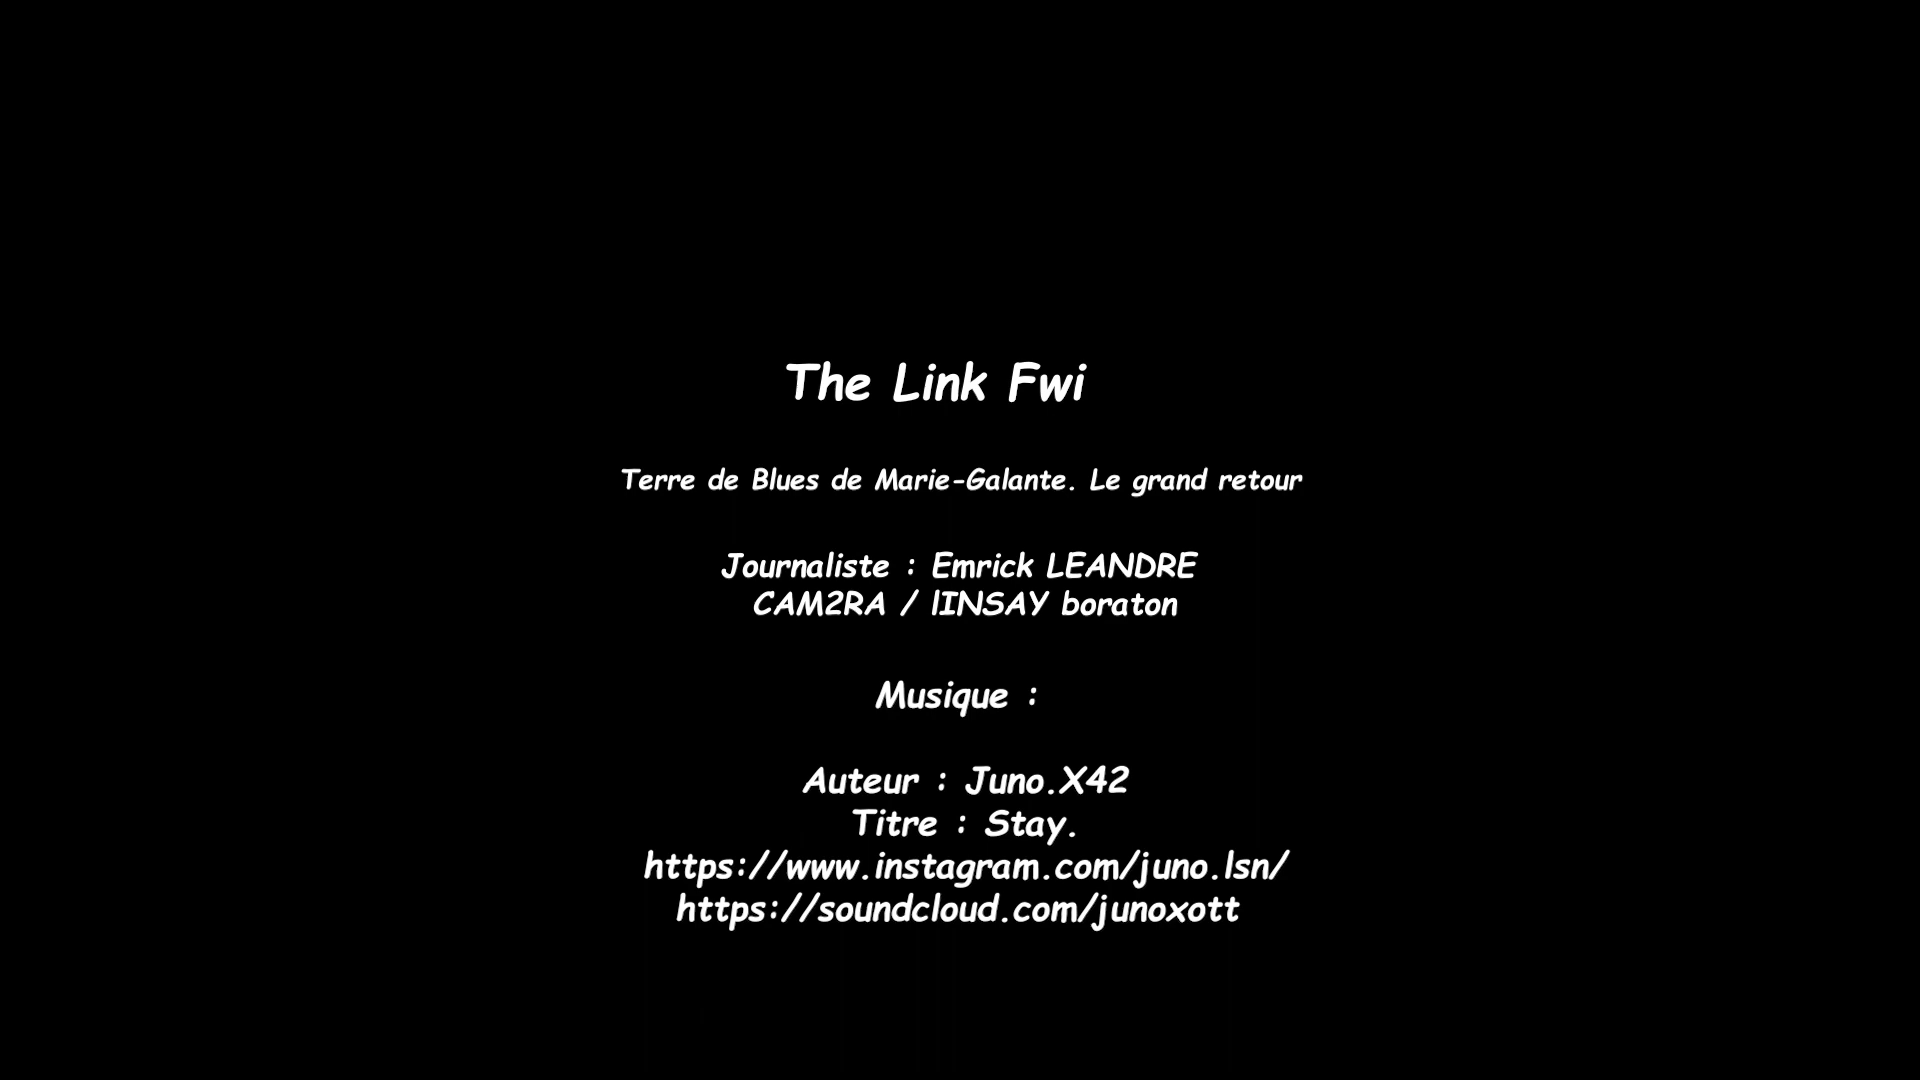 The Link Fwi
Terre de Blues de Marie-Galante. Le grand retour
Journaliste : Emrick LEANDRE
CAM2RA / lINSAY boraton
Musique :
Auteur : Juno.X42
Titre : Stay.
https://www.instagram.com/juno.lsn/
https://soundcloud.com/junoxott